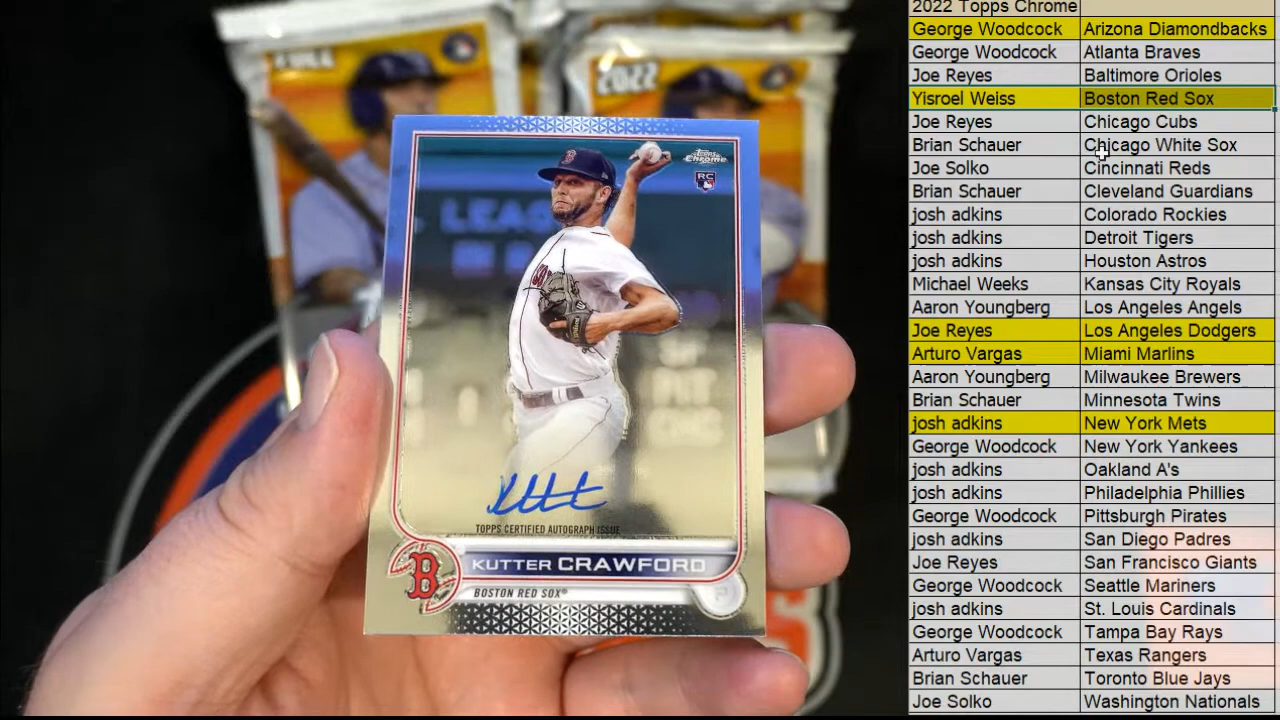 2022 Topps Chrome
George Woodcock Arizona Diamondbacks
George Woodcock Atlanta Braves
Joe Reyes Baltimore Orioles
Yisroel Weiss Boston Red Sox
Joe Reyes Chicago Cubs
Brian Schauer Chicago White Sox
Joe Solko Cincinnati Reds
Brian Schauer Cleveland Guardians
josh adkins Colorado Rockies
josh adkins Detroit Tigers
josh adkins Houston Astros
Michael Weeks Kansas City Royals
Aaron Youngberg Los Angeles Angels
Joe Reyes Los Angeles Dodgers
Arturo Vargas Miami Marlins
Aaron Youngberg Milwaukee Brewers
Brian Schauer Minnesota Twins
josh adkins New York Mets
George Woodcock New York Yankees
josh adkins Oakland A's
josh adkins Philadelphia Phillies
George Woodcock Pittsburgh Pirates
josh adkins San Diego Padres
Joe Reyes San Francisco Giants
George Woodcock Seattle Mariners
josh adkins St. Louis Cardinals
George Woodcock Tampa Bay Rays
Arturo Vargas Texas Rangers
Brian Schauer Toronto Blue Jays
Joe Solko Washington Nationals
2022
Topps Chrome
RC
TOPPS CERTIFIED AUTOGRAPH ISSUE
B
KUTTER CRAWFORD
BOSTON RED SOX®
P